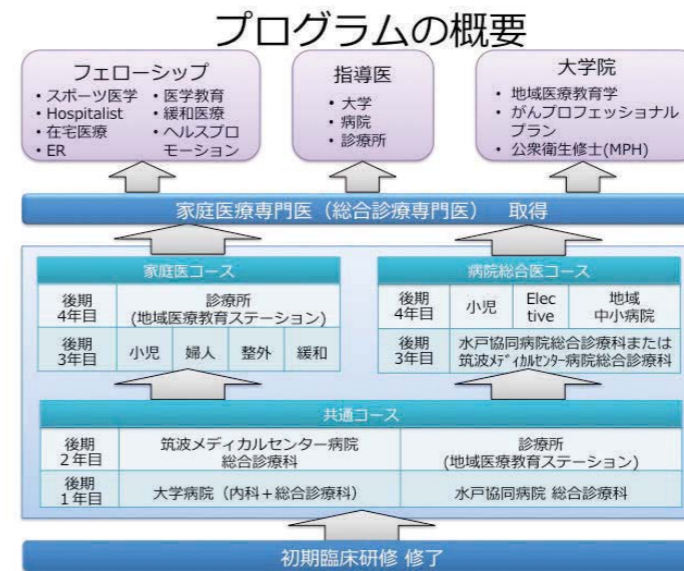 プログラムの概要
フェローシップ
・スポーツ医学 ・医学教育
・Hospitalist ・緩和医療
・在宅医療 ・ヘルスプロ
・ER モーション
指導医
・大学
・病院
・診療所
大学院
・地域医療教育学
・がんプロフェッショナル
プラン
・公衆衛生修士(MPH)
家庭医療専門医（総合診療専門医） 取得
家庭医コース
後期
4年目
診療所
(地域医療教育ステーション)
後期
3年目
小児 婦人 整外 緩和
病院総合医コース
後期
4年目
小児
Elec
tive
地域
中小病院
後期
3年目
水戸協同病院総合診療科または
筑波ﾒﾃﾞｨｶﾙｾﾝﾀｰ病院総合診療科
共通コース
後期
２年目
筑波メディカルセンター病院
総合診療科
診療所
(地域医療教育ステーション)
後期
１年目
大学病院（内科＋総合診療科）
水戸協同病院 総合診療科
初期臨床研修 修了